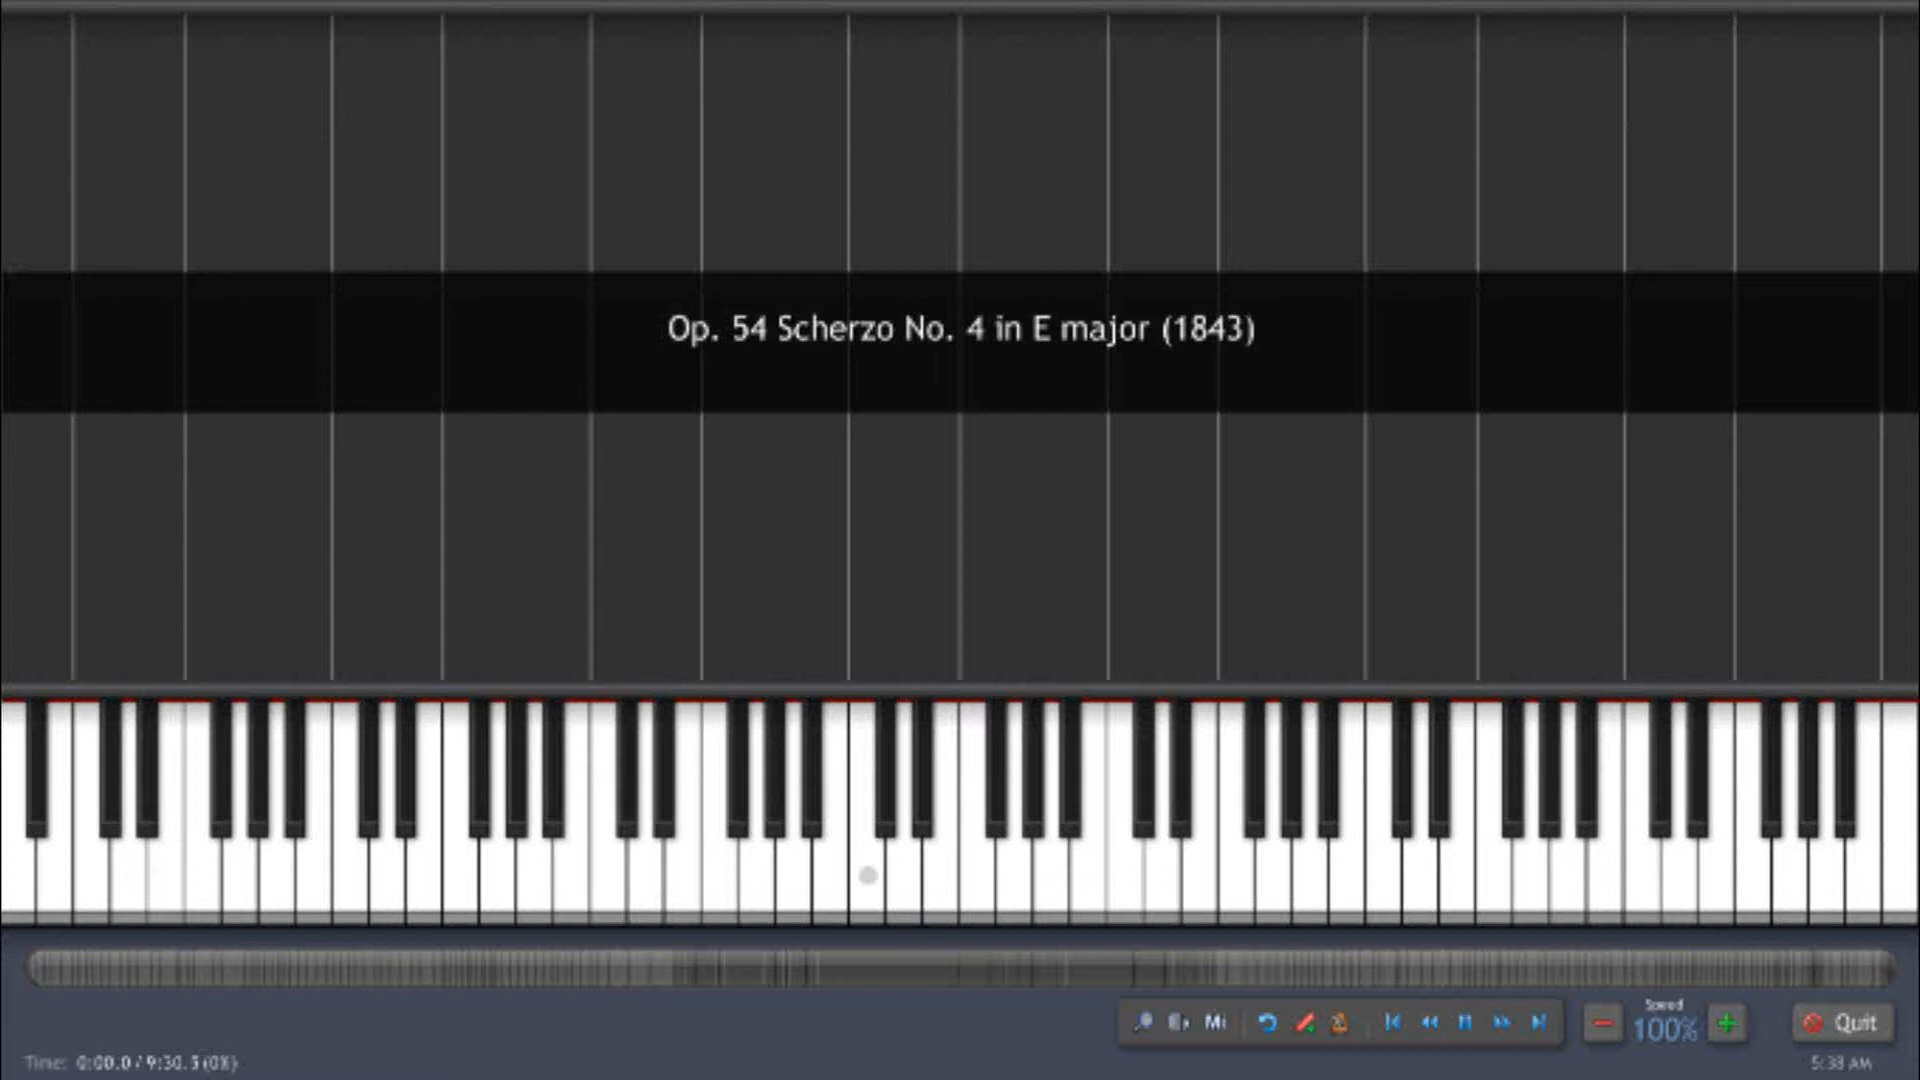 Op. 54 Scherzo No. 4 in E major (1843)
Mi
Speed
100%
Quit
Time: 0:00.0 / 9:30.5 (0%)
5:38 AM